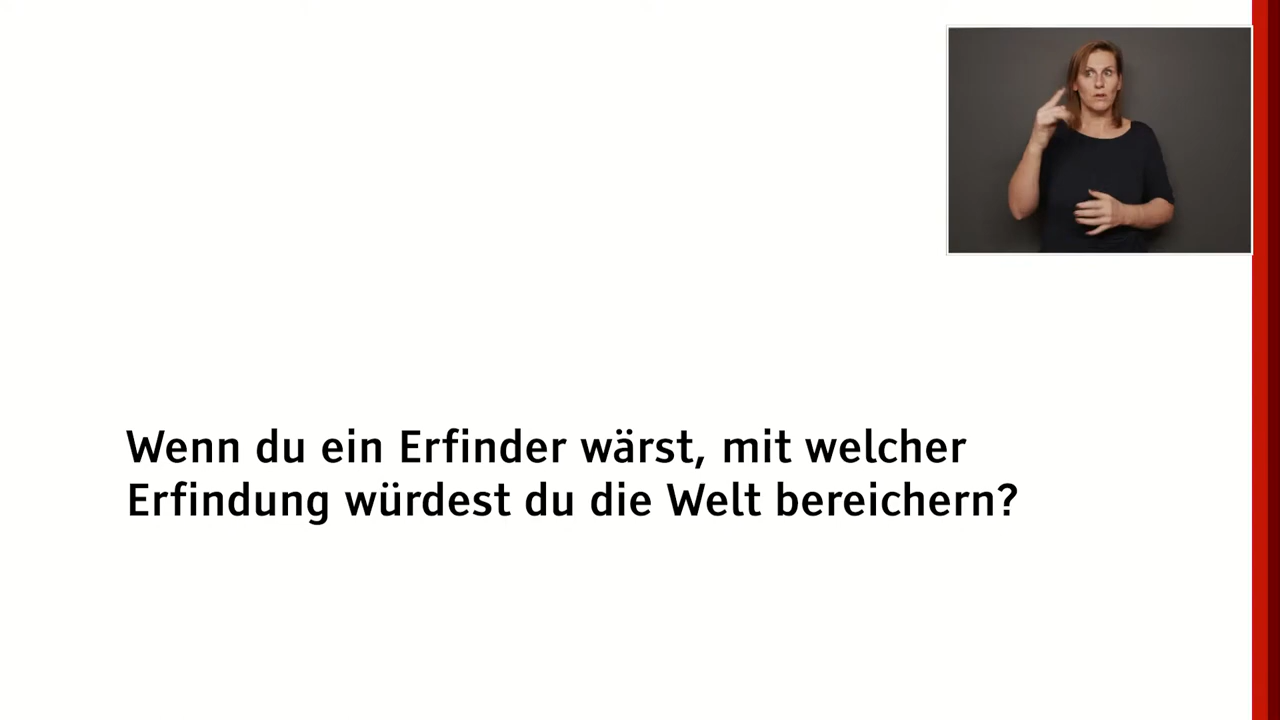 Wenn du ein Erfinder wärst, mit welcher
Erfindung würdest du die Welt bereichern?